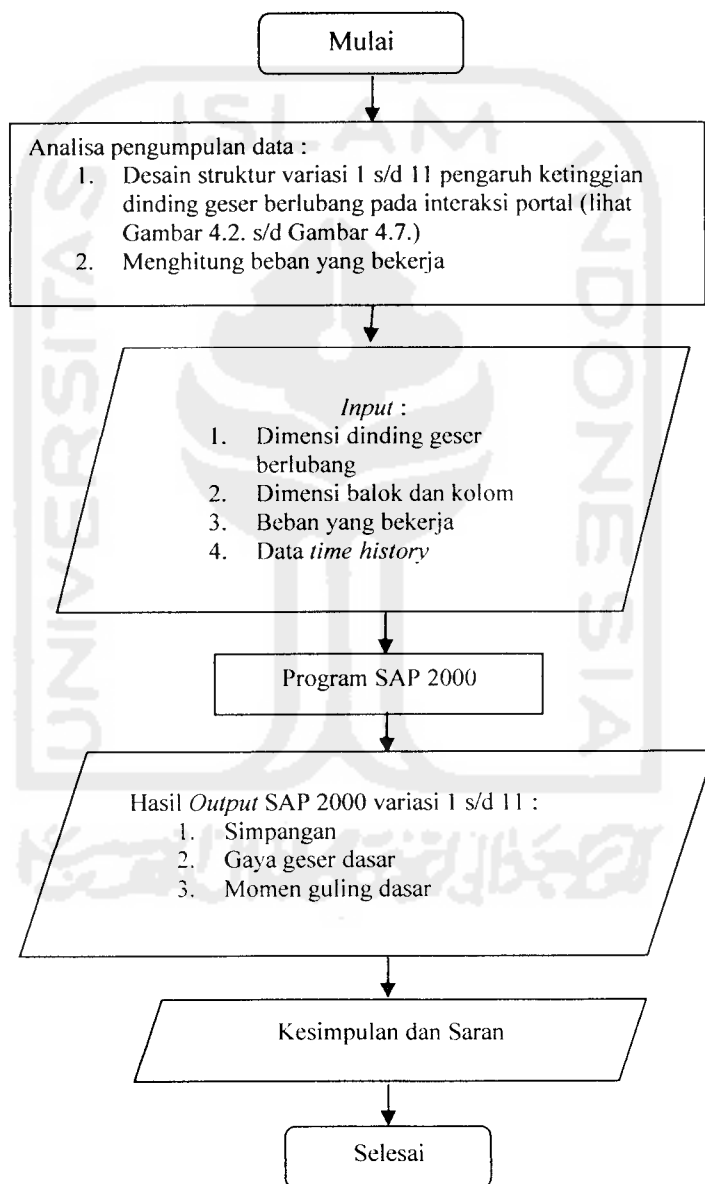 Mulai
Analisa pengumpulan data :
1. Desain struktur variasi 1 s/d 11 pengaruh ketinggian
dinding geser berlubang pada interaksi portal (lihat
Gambar 4.2. s/d Gambar 4.7.)
2. Menghitung beban yang bekerja
Input :
1. Dimensi dinding geser
berlubang
2. Dimensi balok dan kolom
3. Beban yang bekerja
4. Data time history
Program SAP 2000
Hasil Output SAP 2000 variasi 1 s/d 11 :
1. Simpangan
2. Gaya geser dasar
3. Momen guling dasar
Kesimpulan dan Saran
Selesai
ISLAM
UNIVERSITAS
INDONESIA